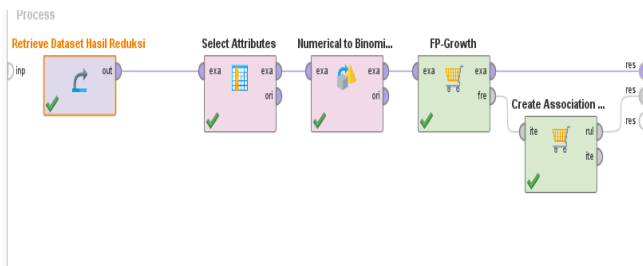 Process
Retrieve Dataset Hasil Reduksi
Select Attributes
Numerical to Binomi...
FP-Growth
inp
out
exa
exa
ori
exa
exa
ori
exa
exa
fre
res
res
res
Create Association ...
ite
rul
ite